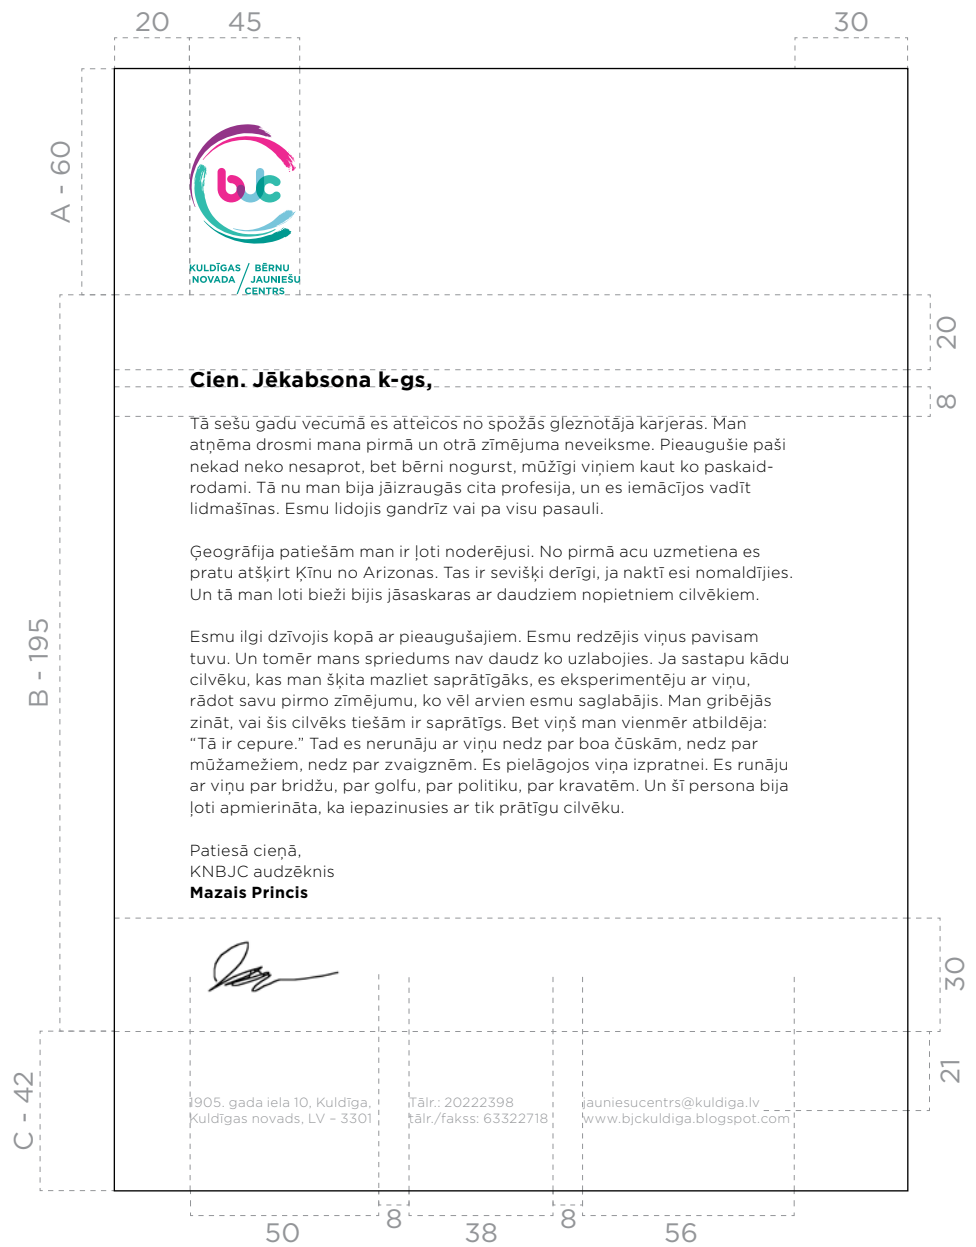 20 45 30
A - 60
bjc
KULDĪGAS / BĒRNU
NOVADA / JAUNIEŠU
CENTRS
20
8
Cien. Jēkabsona k-gs,
Tā sešu gadu vecumā es atteicos no spožās gleznotāja karjeras. Man
atņēma drosmi mana pirmā un otrā zīmējuma neveiksme. Pieaugušie paši
nekad neko nesaprot, bet bērni nogurst, mūžīgi viņiem kaut ko paskaid-
rodami. Tā nu man bija jāizraugās cita profesija, un es iemācījos vadīt
lidmašīnas. Esmu lidojis gandrīz vai pa visu pasauli.
Ģeogrāfija patiešām man ir ļoti noderējusi. No pirmā acu uzmetiena es
pratu atšķirt Ķīnu no Arizonas. Tas ir sevišķi derīgi, ja naktī esi nomaldījies.
Un tā man loti bieži bijis jāsaskaras ar daudziem nopietniem cilvēkiem.
B - 195
Esmu ilgi dzīvojis kopā ar pieaugušajiem. Esmu redzējis viņus pavisam
tuvu. Un tomēr mans spriedums nav daudz ko uzlabojies. Ja sastapu kādu
cilvēku, kas man šķita mazliet saprātīgāks, es eksperimentēju ar viņu,
rādot savu pirmo zīmējumu, ko vēl arvien esmu saglabājis. Man gribējās
zināt, vai šis cilvēks tiešām ir saprātīgs. Bet viņš man vienmēr atbildēja:
“Tā ir cepure.” Tad es nerunāju ar viņu nedz par boa čūskām, nedz par
mūžamežiem, nedz par zvaigznēm. Es pielāgojos viņa izpratnei. Es runāju
ar viņu par bridžu, par golfu, par politiku, par kravatēm. Un šī persona bija
ļoti apmierināta, ka iepazinusies ar tik prātīgu cilvēku.
Patiesā cieņā,
KNBJC audzēknis
Mazais Princis
30
21
C - 42
1905. gada iela 10, Kuldīga,
Kuldīgas novads, LV – 3301
Tālr.: 20222398
tālr./fakss: 63322718
jauniesucentrs@kuldiga.lv
www.bjckuldiga.blogspot.com
50 8 38 8 56